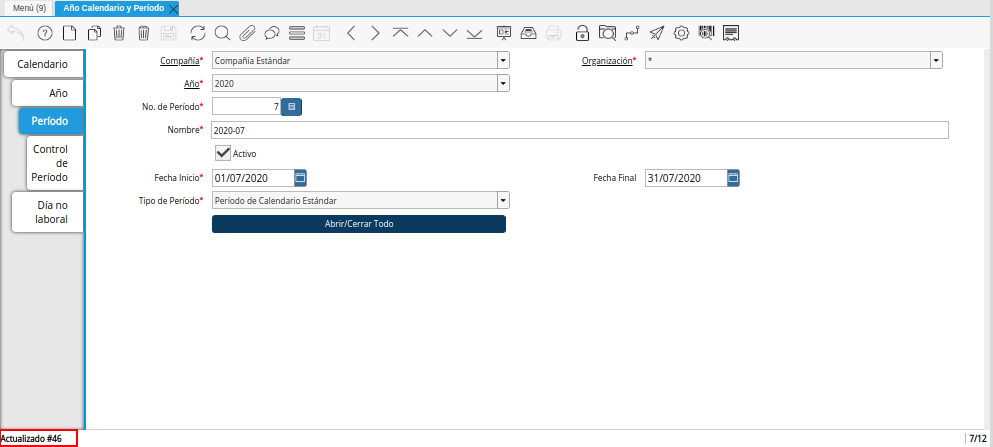 Menú (9) Año Calendario y Período
31
Calendario
Año
Período
Control
de
Período
Día no
laboral
Compañía* Compañía Estándar Organización* *
Año* 2020
No. de Período* 7
Nombre* 2020-07
Activo
Fecha Inicio* 01/07/2020 Fecha Final 31/07/2020
Tipo de Período* Período de Calendario Estándar
Abrir/Cerrar Todo
Actualizado #46 7/12